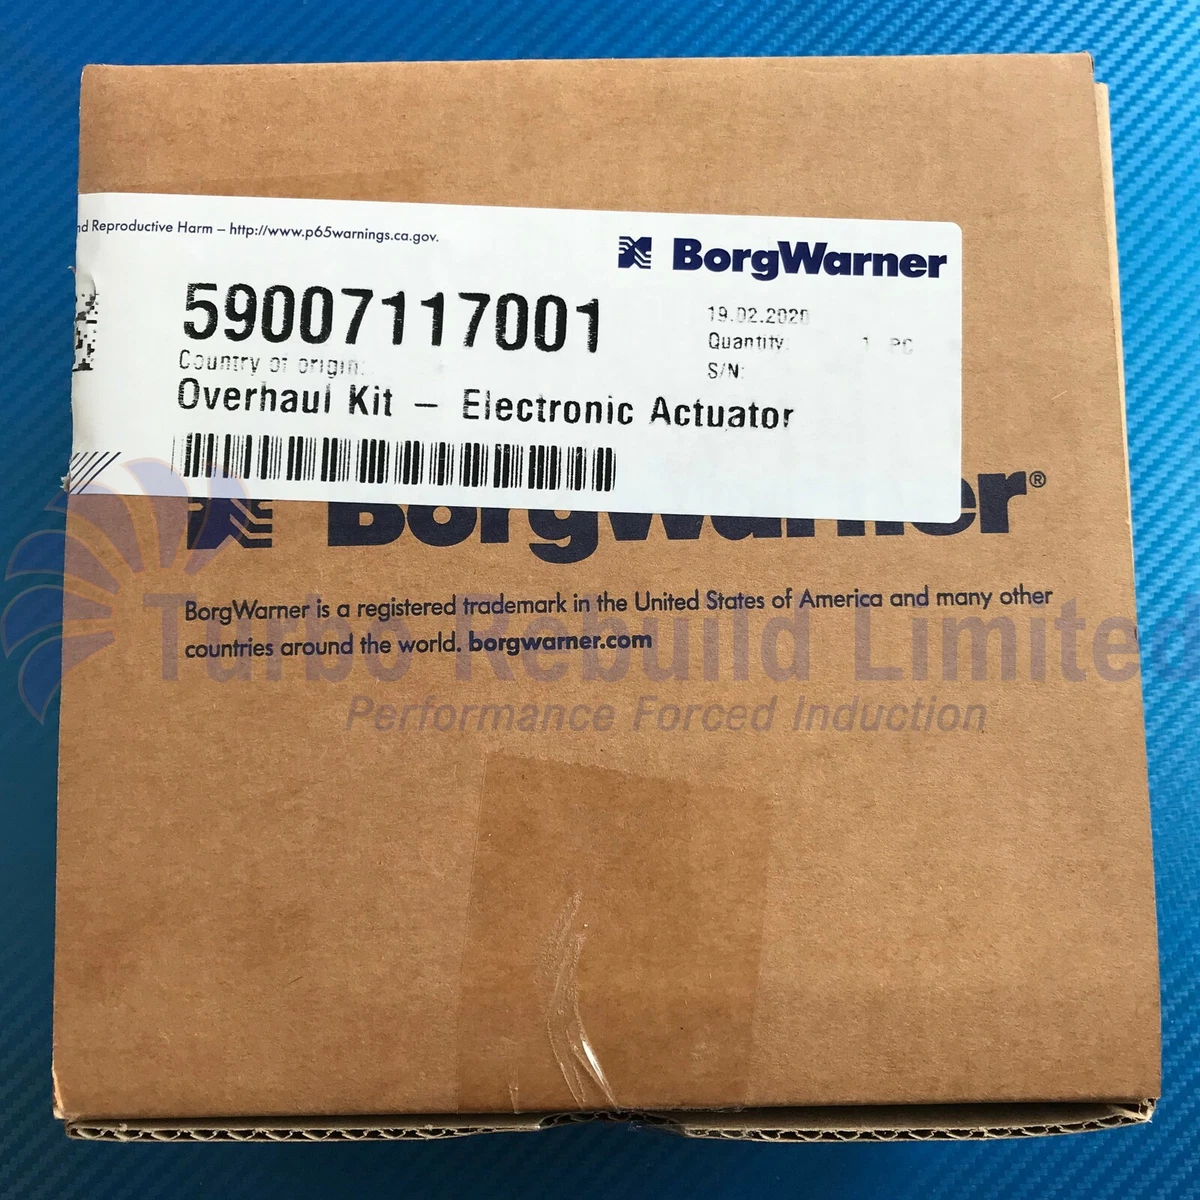 nd Reproductive Harm – http://www.p65warnings.ca.gov.
BorgWarner
59007117001
19.02.2020
Quantity: 1 PC
Country of origin:
S/N:
Overhaul Kit – Electronic Actuator
BorgWarner®
BorgWarner is a registered trademark in the United States of America and many other
countries around the world. borgwarner.com
Turbo Rebuild Limited
Performance Forced Induction